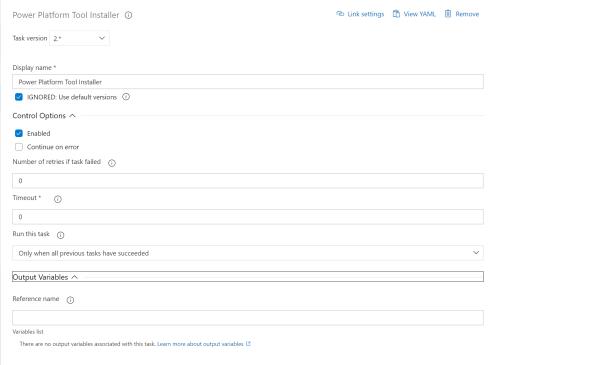 Power Platform Tool Installer
Link settings View YAML Remove
Task version 2.*
Display name *
Power Platform Tool Installer
IGNORED: Use default versions
Control Options
Enabled
Continue on error
Number of retries if task failed
0
Timeout *
0
Run this task
Only when all previous tasks have succeeded
Output Variables
Reference name
Variables list
There are no output variables associated with this task. Learn more about output variables